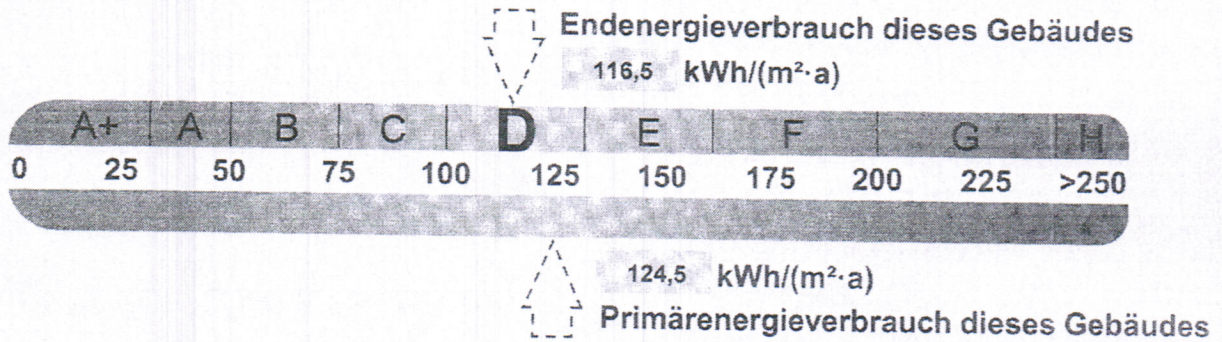 Endenergieverbrauch dieses Gebäudes
116,5 kWh/(m²·a)
A+ A B C D E F G H
0 25 50 75 100 125 150 175 200 225 >250
124,5 kWh/(m²·a)
Primärenergieverbrauch dieses Gebäudes